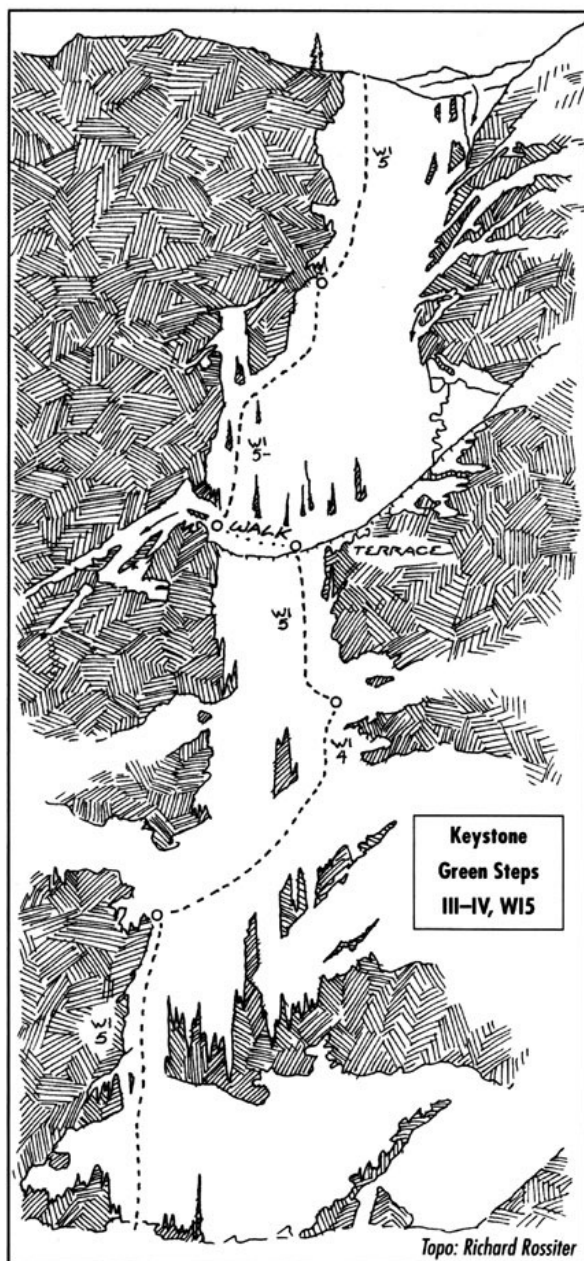 WI
5
WI
5-
WALK
TERRACE
WI
5
WI
4
Keystone
Green Steps
III–IV, WI5
WI
5
Topo: Richard Rossiter